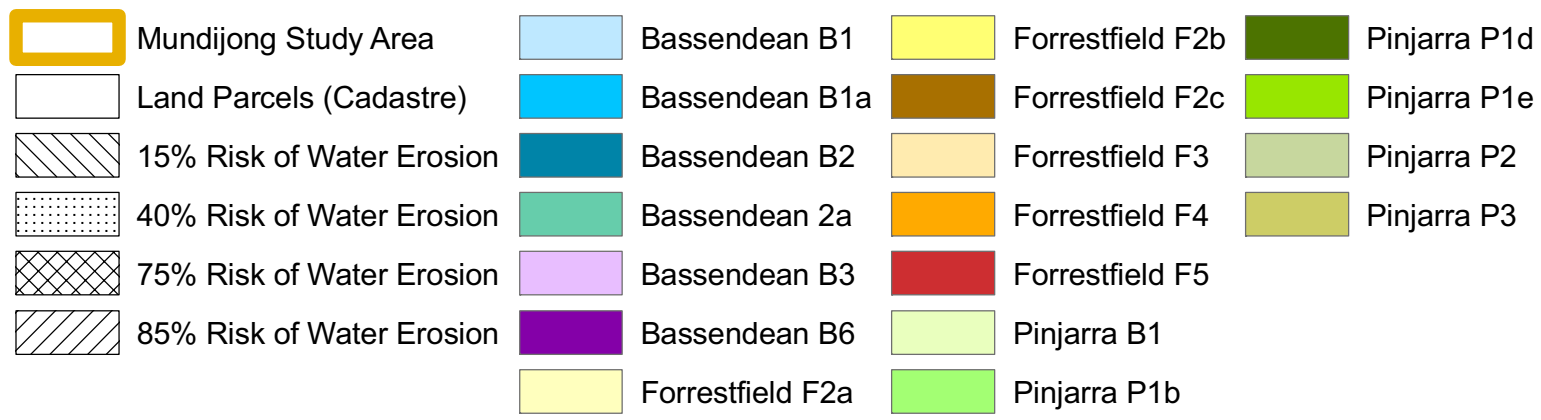 Mundijong Study Area
Land Parcels (Cadastre)
15% Risk of Water Erosion
40% Risk of Water Erosion
75% Risk of Water Erosion
85% Risk of Water Erosion
Bassendean B1
Bassendean B1a
Bassendean B2
Bassendean 2a
Bassendean B3
Bassendean B6
Forrestfield F2a
Forrestfield F2b
Forrestfield F2c
Forrestfield F3
Forrestfield F4
Forrestfield F5
Pinjarra B1
Pinjarra P1b
Pinjarra P1d
Pinjarra P1e
Pinjarra P2
Pinjarra P3